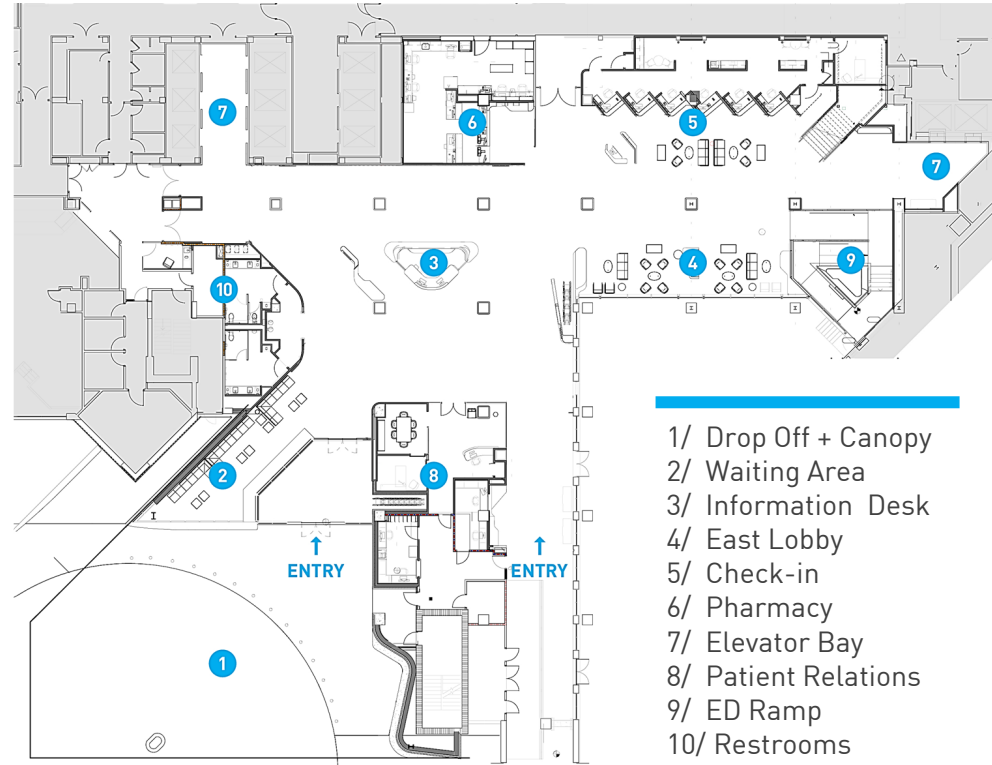 7
6
5
7
4
3
9
10
2
8
ENTRY
ENTRY
1
1/ Drop Off + Canopy
2/ Waiting Area
3/ Information Desk
4/ East Lobby
5/ Check-in
6/ Pharmacy
7/ Elevator Bay
8/ Patient Relations
9/ ED Ramp
10/ Restrooms